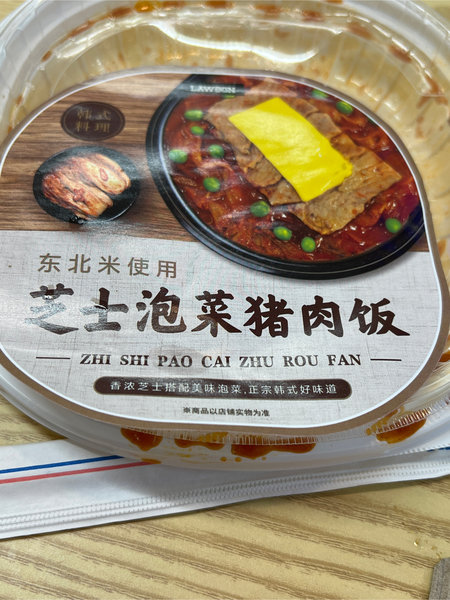 LAWSON
韩式
料理
东北米使用
芝士泡菜猪肉饭
ZHI SHI PAO CAI ZHU ROU FAN
香浓芝士搭配美味泡菜,正宗韩式好味道
※商品以店铺实物为准